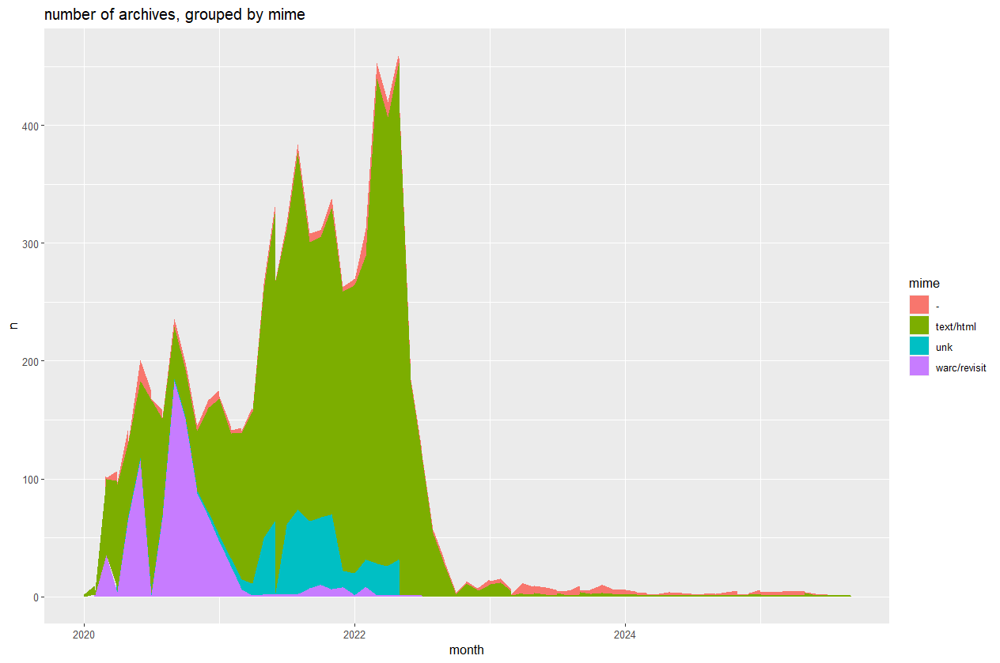 number of archives, grouped by mime
400
300
200
100
0
n
2020
2022
2024
month
mime
-
text/html
unk
warc/revisit